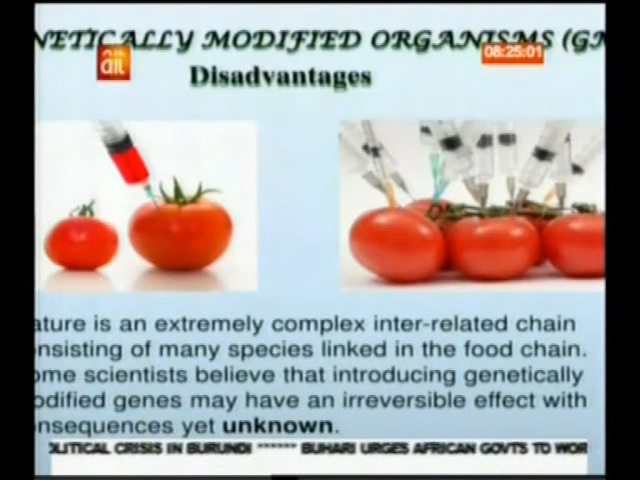 NETICALLY MODIFIED ORGANISMS (GM
ait
08:25:01
Disadvantages
ature is an extremely complex inter-related chain
nsisting of many species linked in the food chain.
ome scientists believe that introducing genetically
odified genes may have an irreversible effect with
nsequences yet unknown.
OLITICAL CRISIS IN BURUNDI ****** BUHARI URGES AFRICAN GOVTS TO WOR